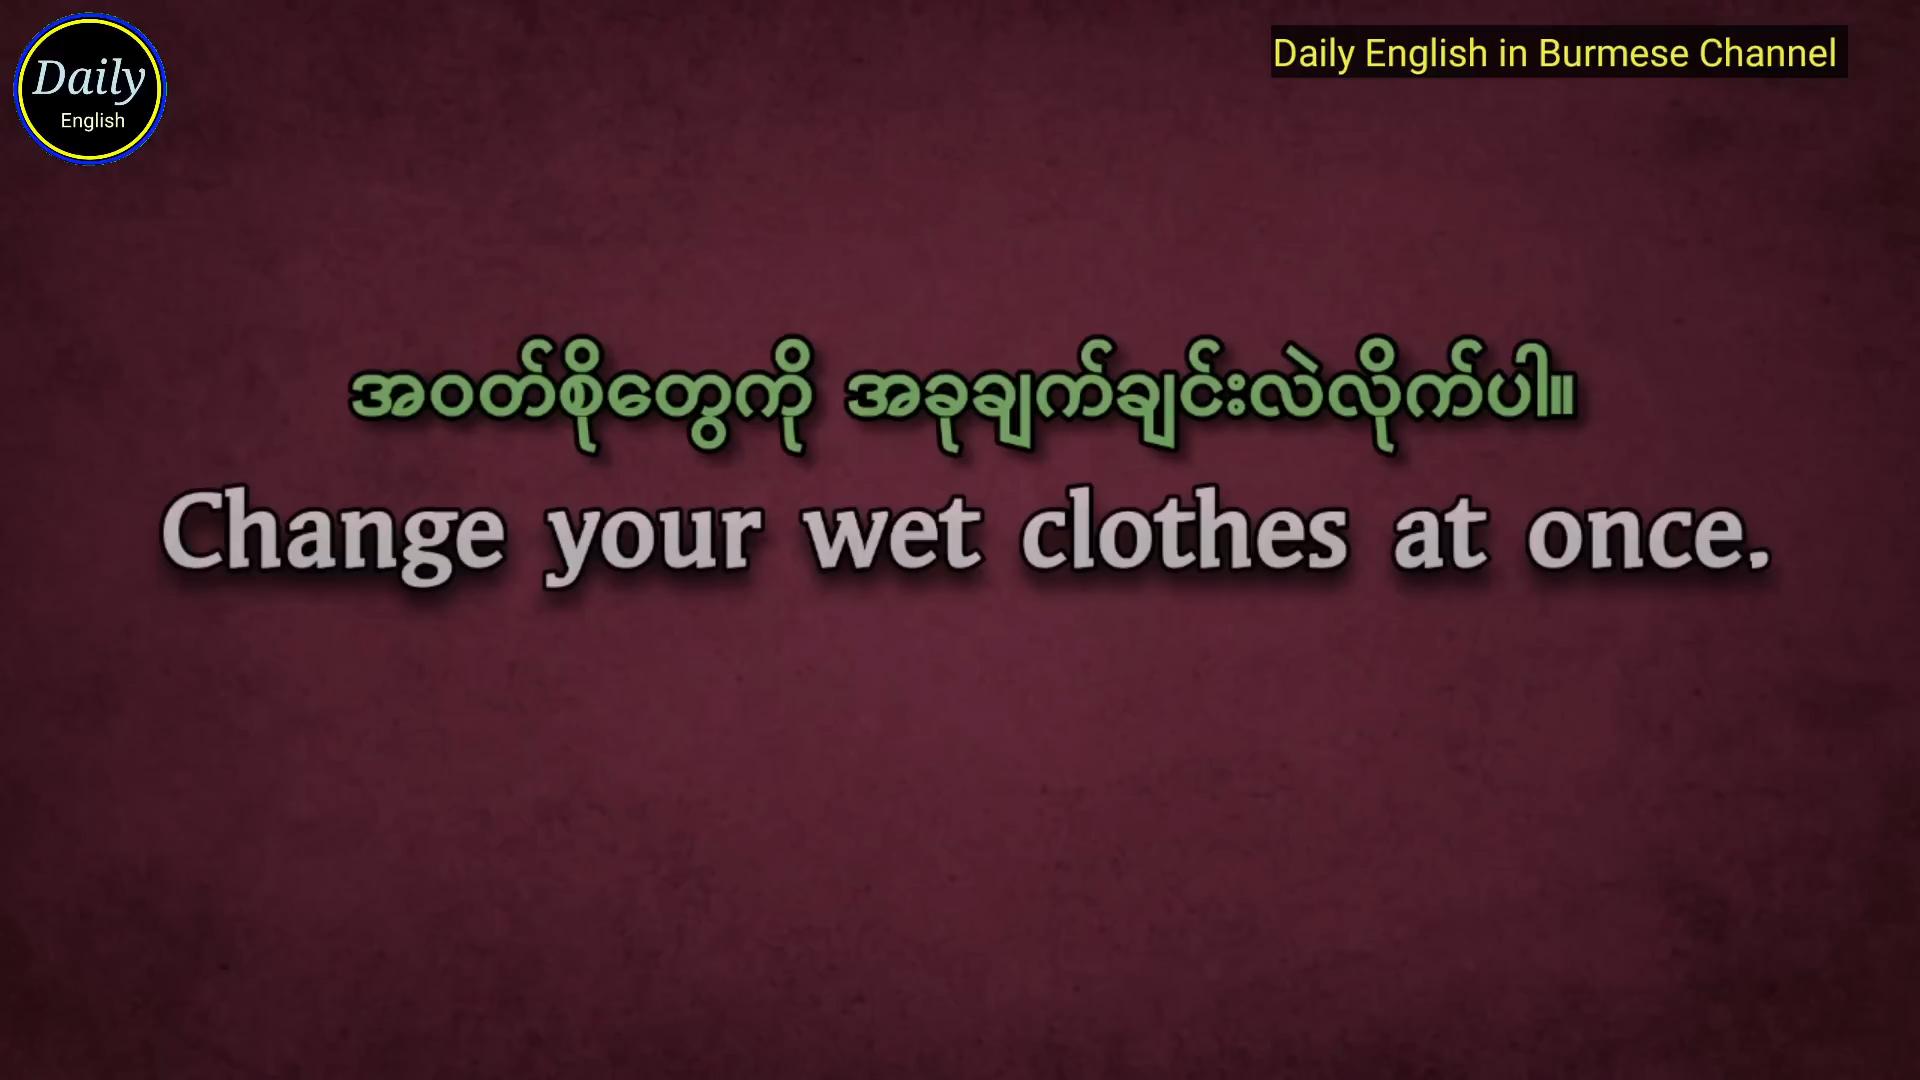 Daily
English
Daily English in Burmese Channel
အဝတ်စိုတွေကို အခုချက်ချင်းလဲလိုက်ပါ။
Change your wet clothes at once.